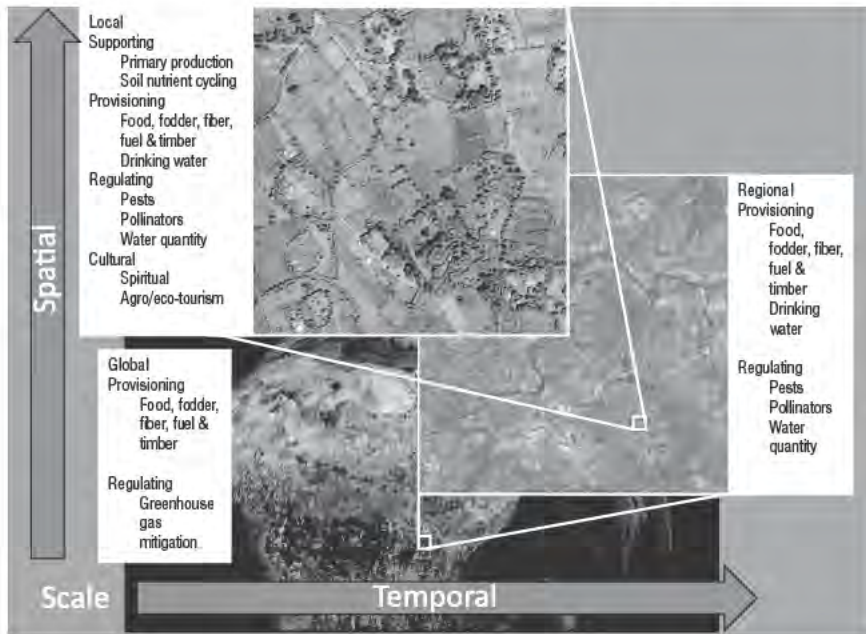 Local
Supporting
Primary production
Soil nutrient cycling
Provisioning
Food, fodder, fiber,
fuel & timber
Drinking water
Regulating
Pests
Pollinators
Water quantity
Cultural
Spiritual
Agro/eco-tourism
Regional
Provisioning
Food,
fodder, fiber,
fuel &
timber
Drinking
water
Regulating
Pests
Pollinators
Water
quantity
Global
Provisioning
Food, fodder,
fiber, fuel &
timber
Regulating
Greenhouse
gas
mitigation
Spatial
Scale
Temporal